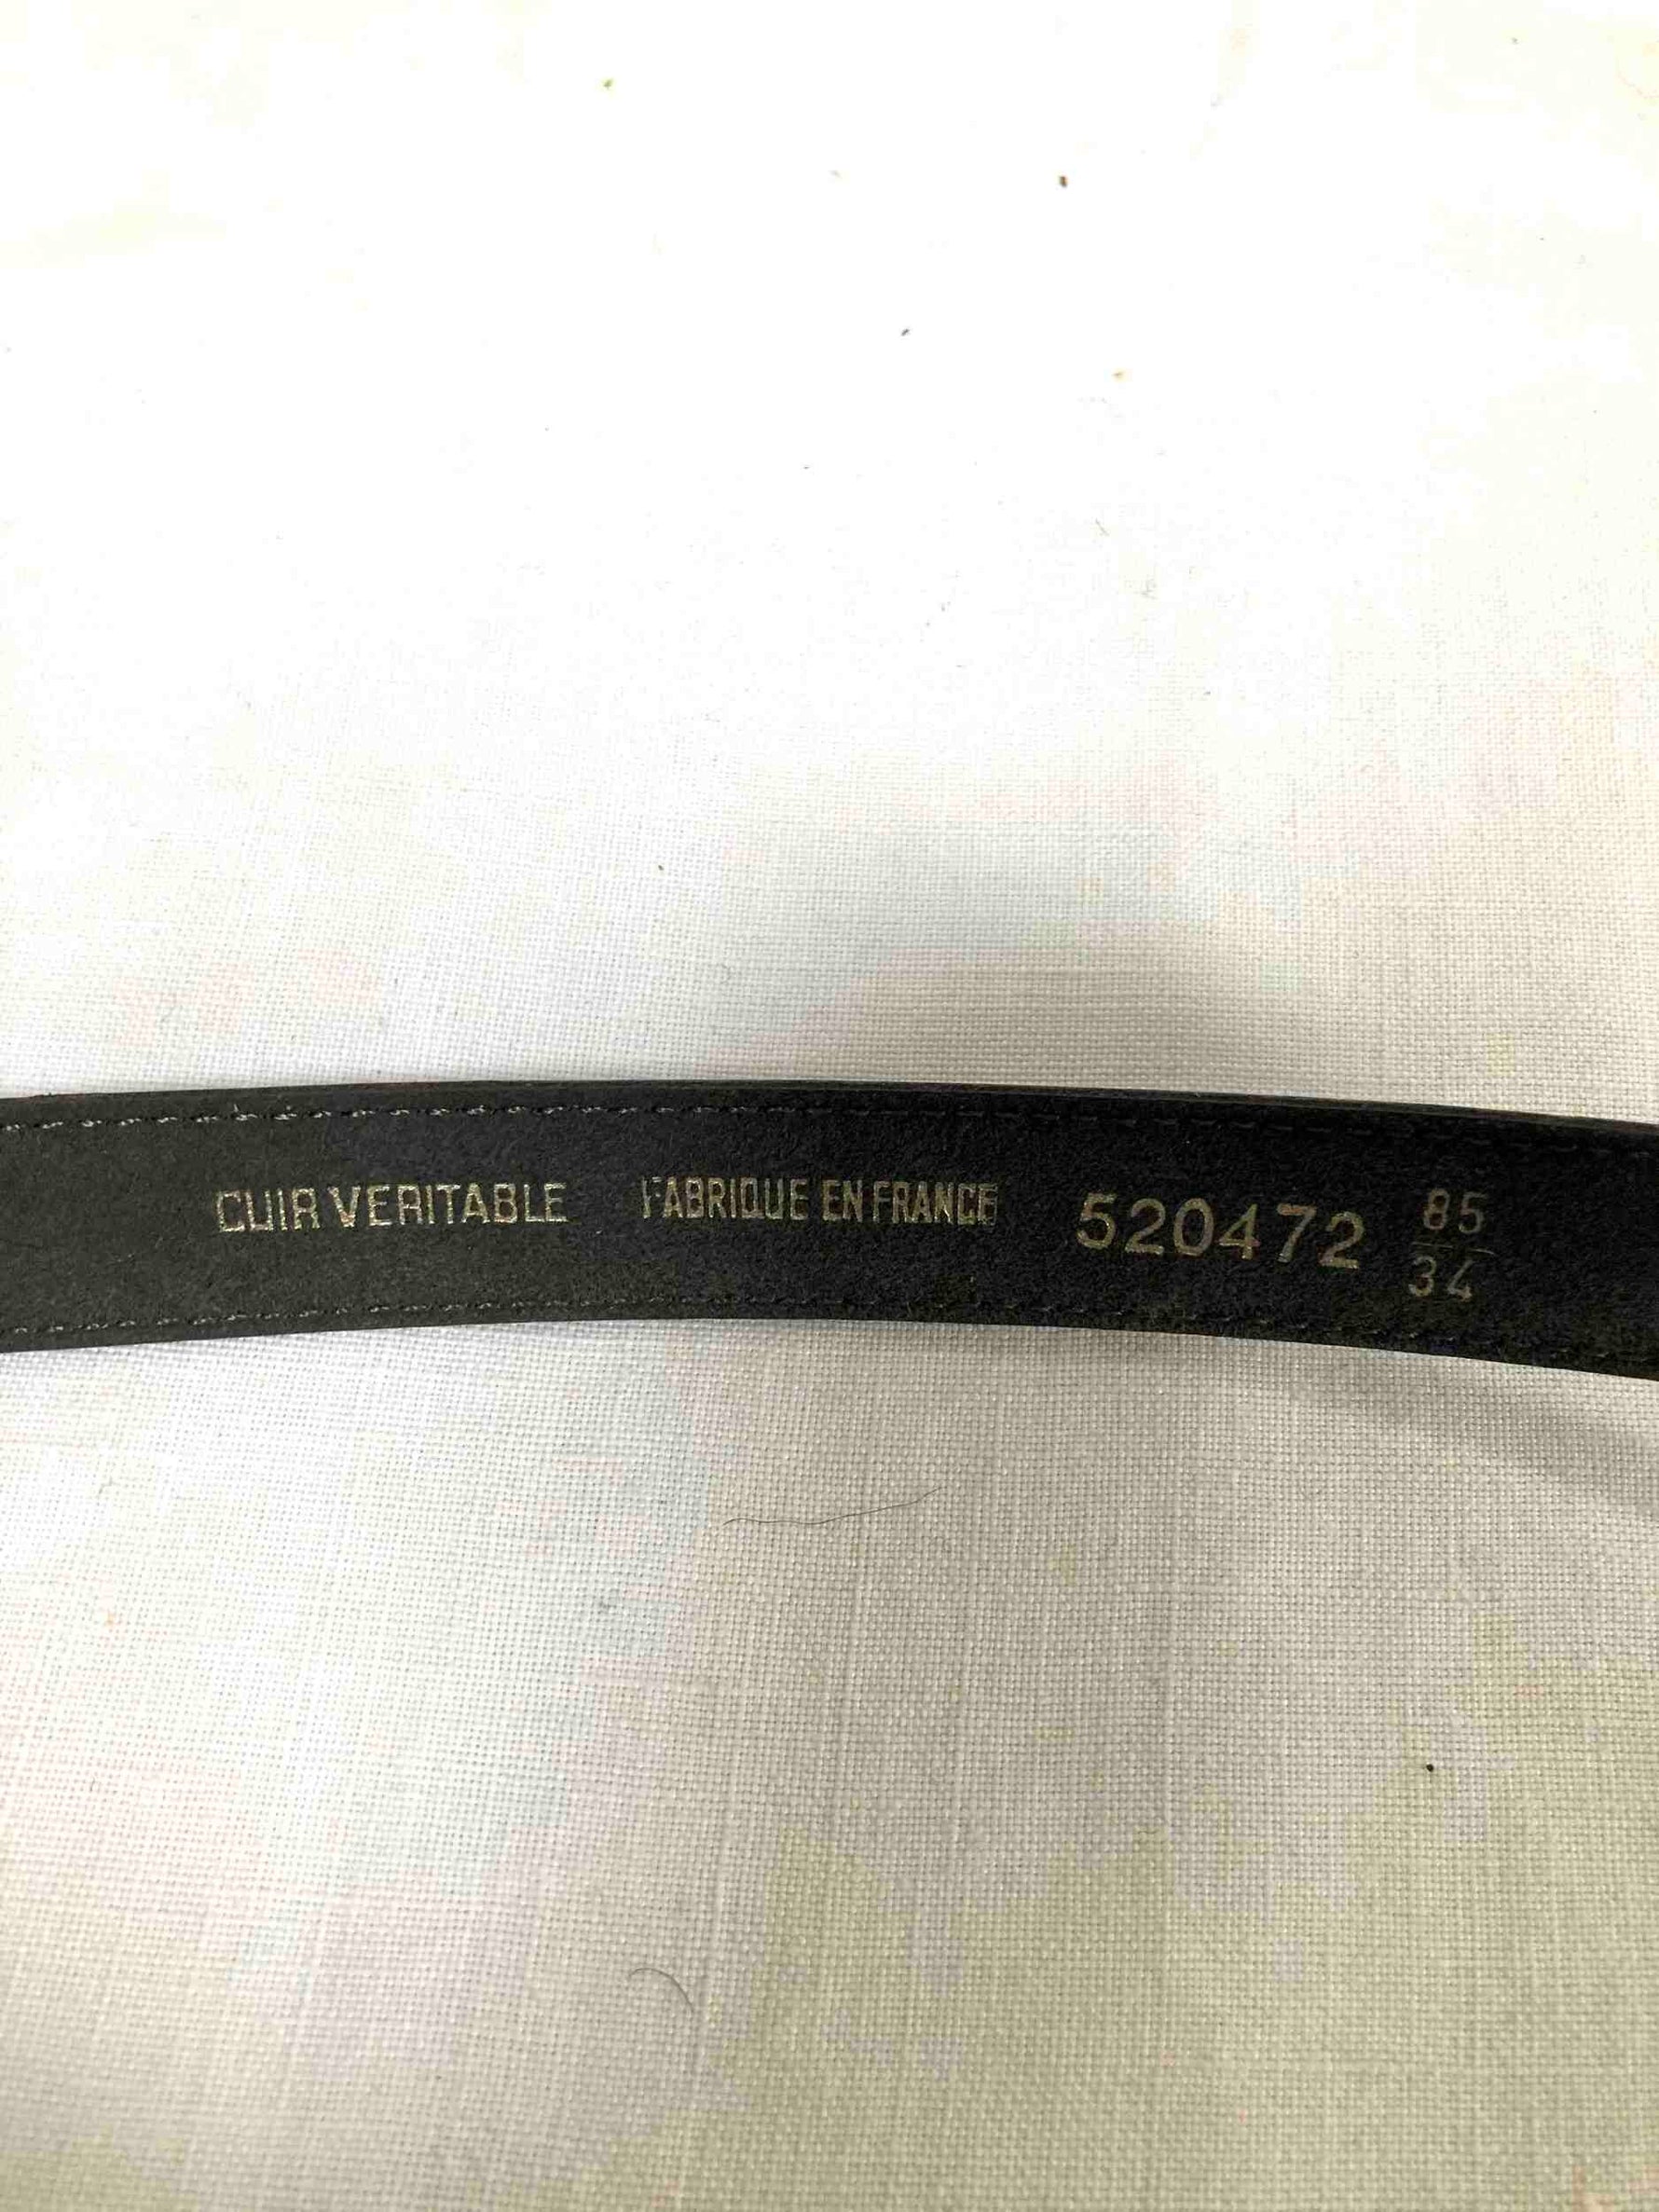 CUIR VERITABLE FABRIQUE EN FRANCE 520472 85
34